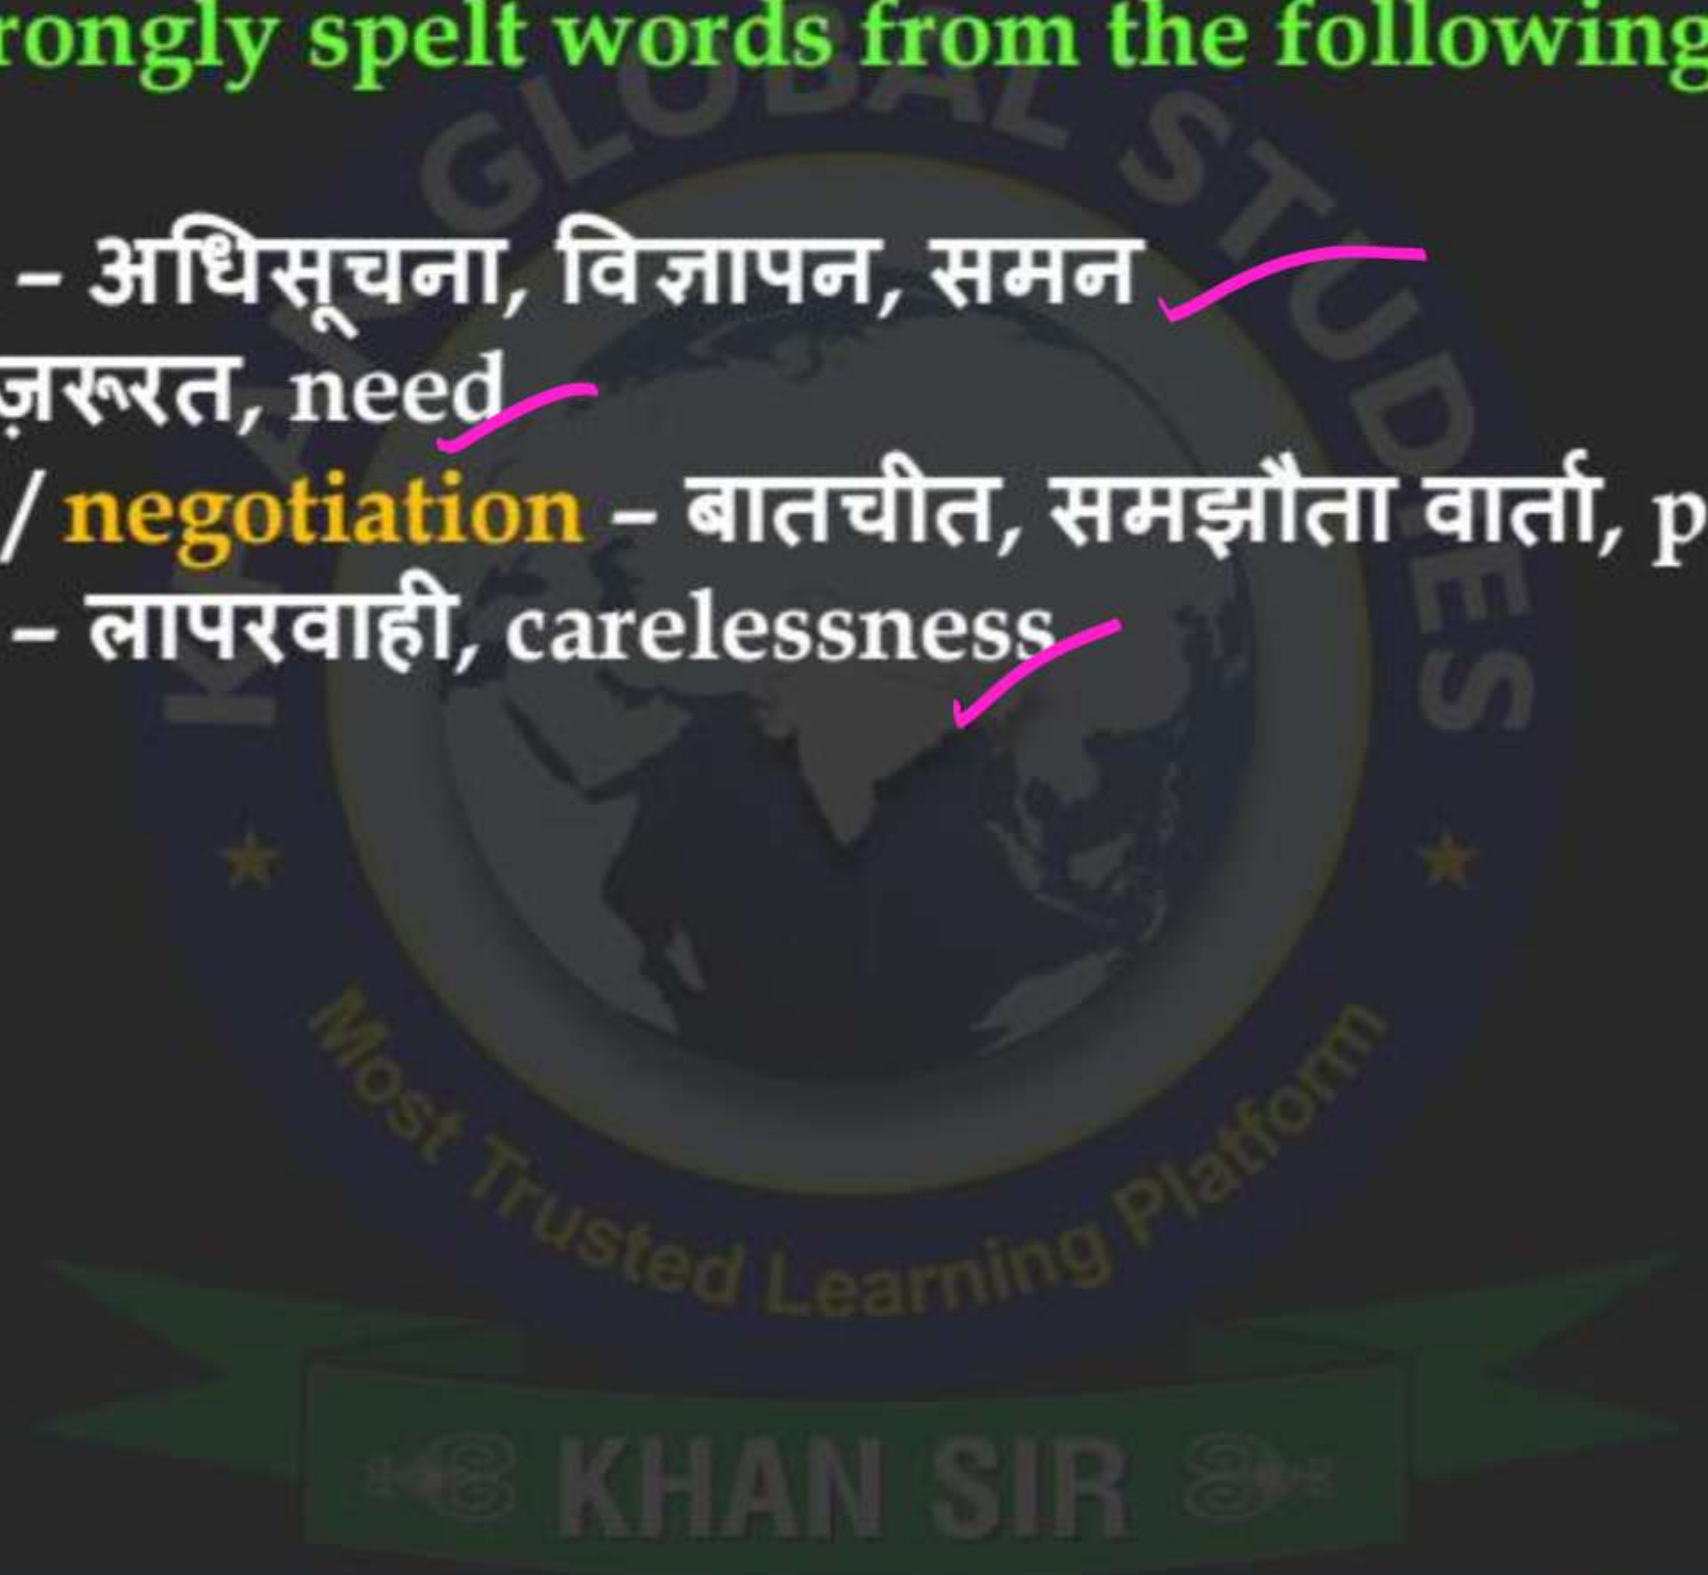 rongly spelt words from the following
– अधिसूचना, विज्ञापन, समन
ज़रूरत, need
/ negotiation – बातचीत, समझौता वार्ता, p
– लापरवाही, carelessness
KHAN GLOBAL STUDIES
Most Trusted Learning Platform
KHAN SIR